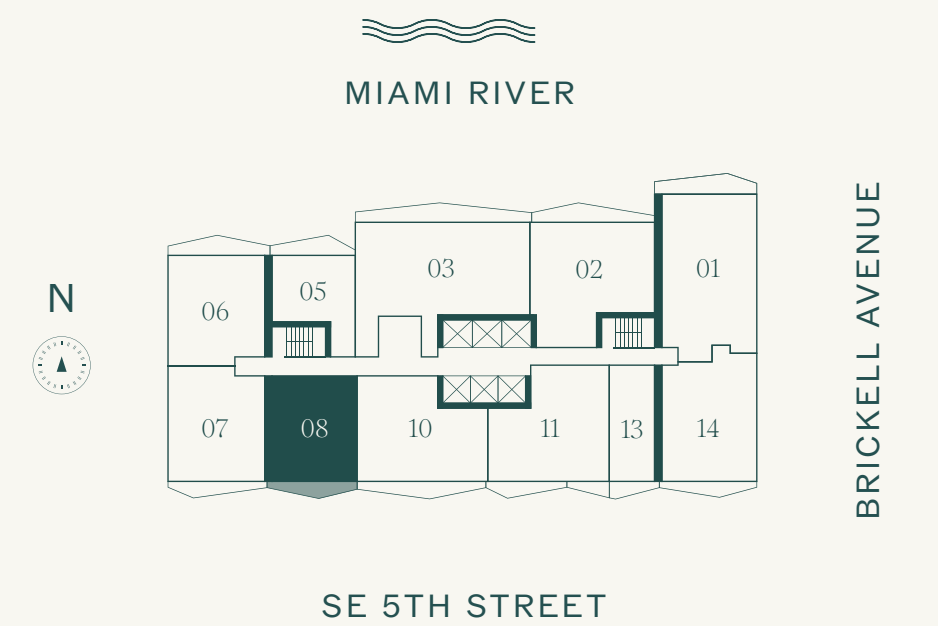 MIAMI RIVER
01
03
02
05
06
N
BRICKELL AVENUE
07
08
10
11
13
14
SE 5TH STREET